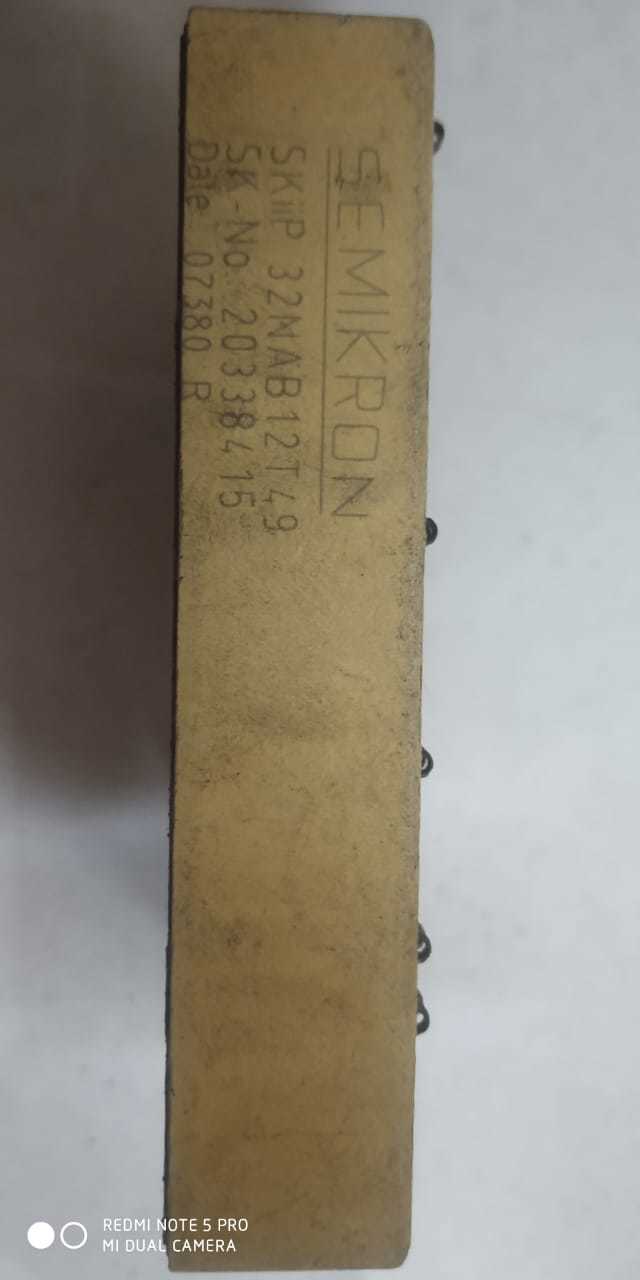 SEMIKRON
SKiiP 32NAB12T49
SK-No. 20338415
Date 07380 R
REDMI NOTE 5 PRO
MI DUAL CAMERA